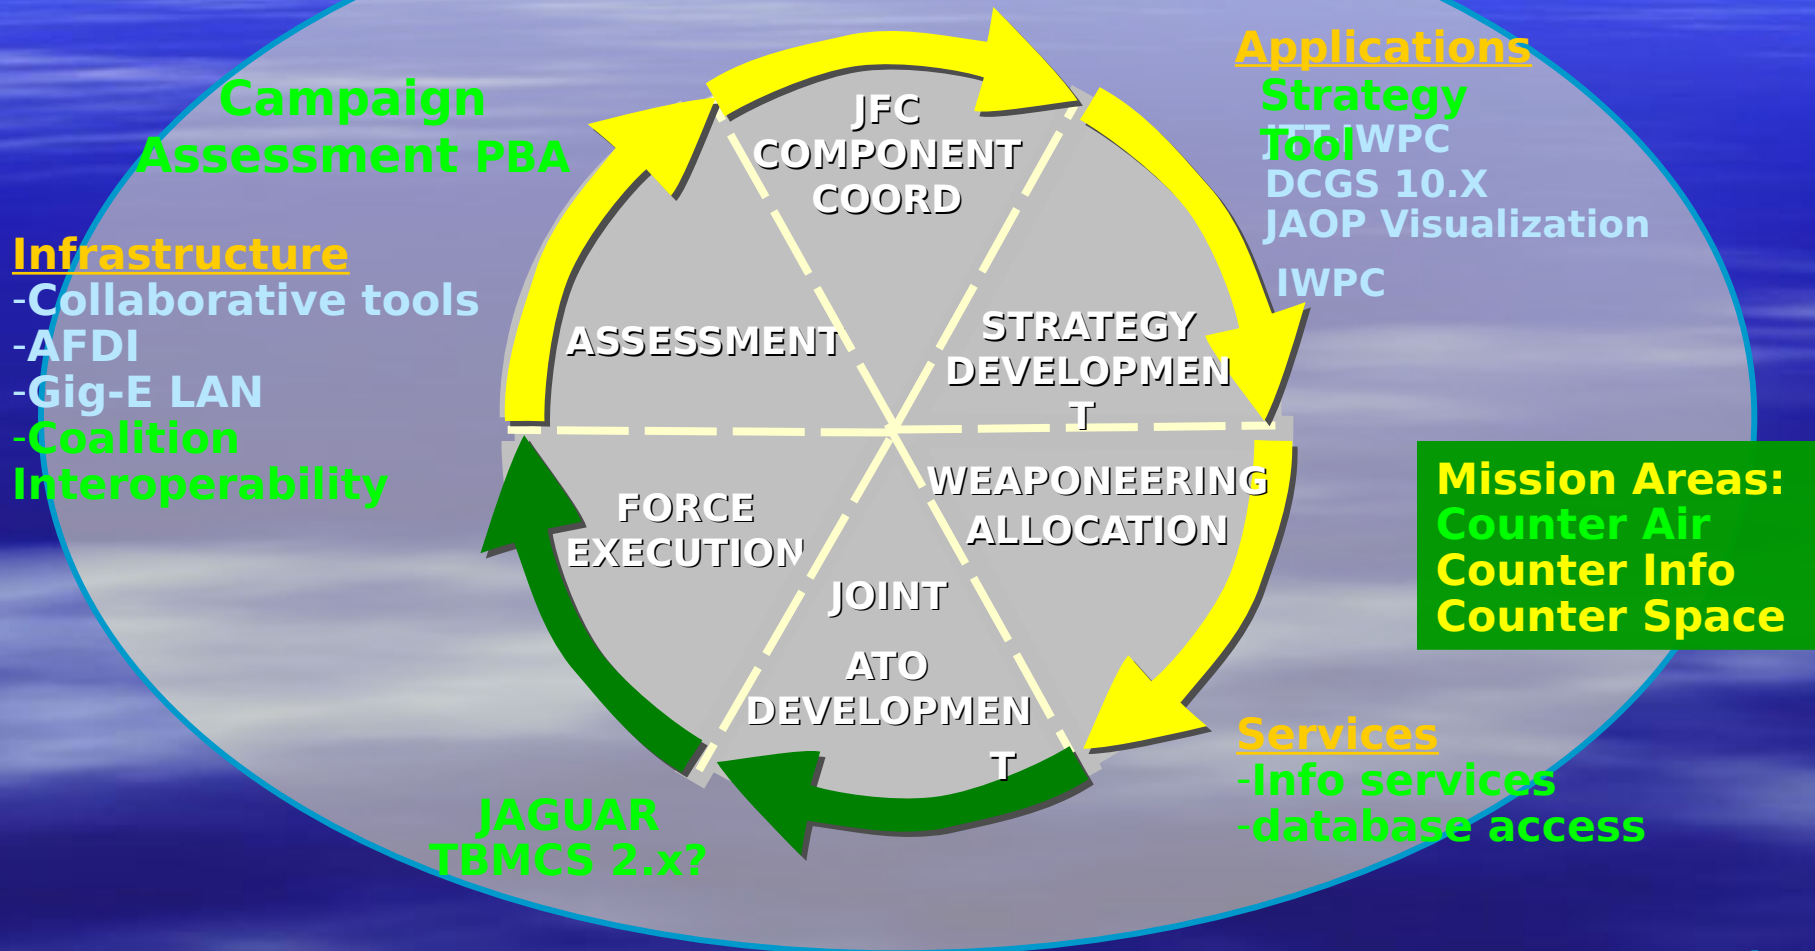 Campaign
Assessment PBA
Infrastructure
-Collaborative tools
-AFDI
-Gig-E LAN
-Coalition
Interoperability
JFC
COMPONENT
COORD
ASSESSMENT
STRATEGY
DEVELOPMEN
T
WEAPONEERING
ALLOCATION
FORCE
EXECUTION
JOINT
ATO
DEVELOPMEN
T
JAGUAR
TBMCS 2.x?
Applications
Strategy
Tool
JTT-IWPC
DCGS 10.X
JAOP Visualization
IWPC
Mission Areas:
Counter Air
Counter Info
Counter Space
Services
-Info services
-database access